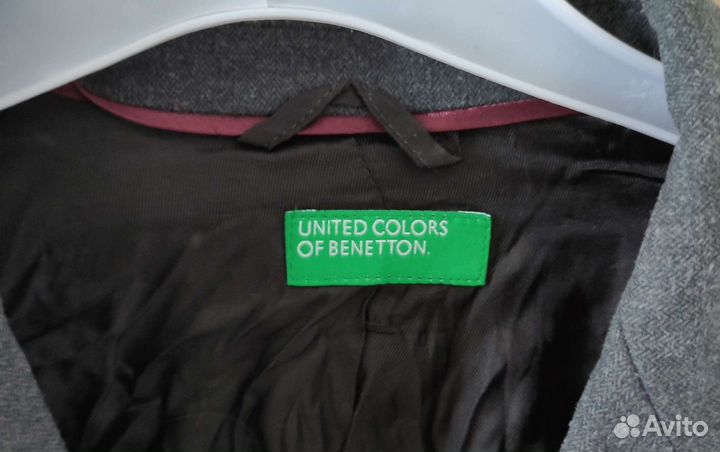 UNITED COLORS
OF BENETTON.
Avito